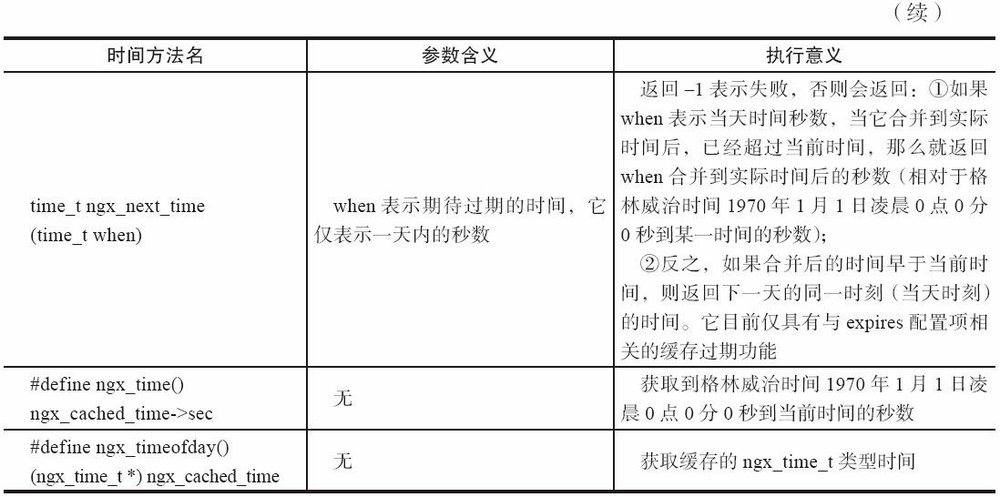 （续）
时间方法名 参数含义 执行意义
time_t ngx_next_time
(time_t when)
when 表示期待过期的时间，它
仅表示一天内的秒数
返回 –1 表示失败，否则会返回：①如果
when 表示当天时间秒数，当它合并到实际
时间后，已经超过当前时间，那么就返回
when 合并到实际时间后的秒数（相对于格
林威治时间 1970 年 1 月 1 日凌晨 0 点 0 分
0 秒到某一时间的秒数）；
②反之，如果合并后的时间早于当前时
间，则返回下一天的同一时刻（当天时刻）
的时间。它目前仅具有与 expires 配置项相
关的缓存过期功能
#define ngx_time()
ngx_cached_time->sec
无
获取到格林威治时间 1970 年 1 月 1 日凌
晨 0 点 0 分 0 秒到当前时间的秒数
#define ngx_timeofday()
(ngx_time_t *) ngx_cached_time
无
获取缓存的 ngx_time_t 类型时间